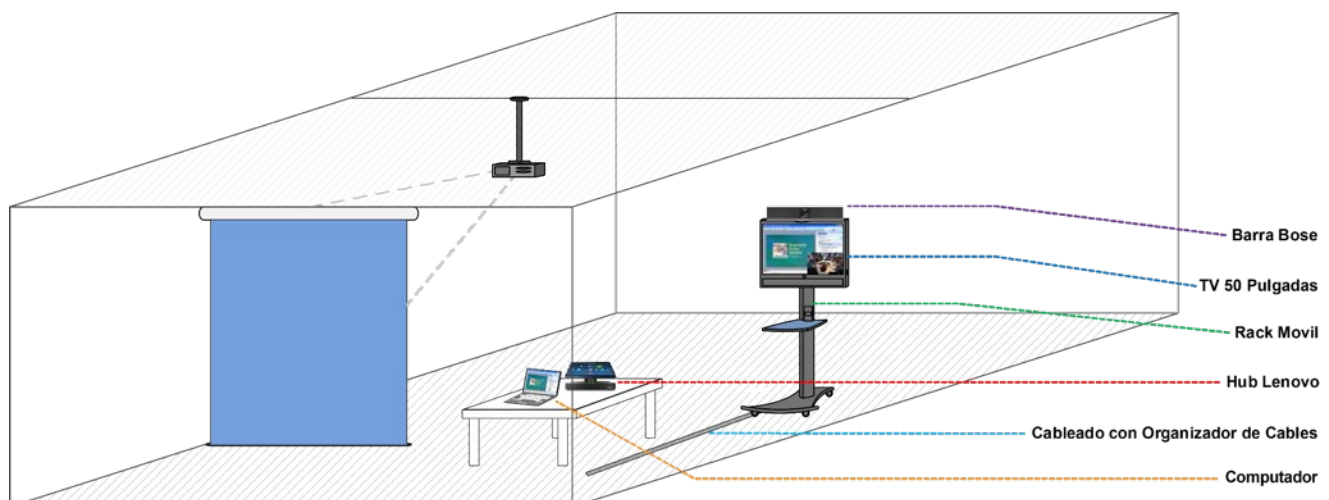 Barra Bose
TV 50 Pulgadas
Rack Movil
Hub Lenovo
Cableado con Organizador de Cables
Computador